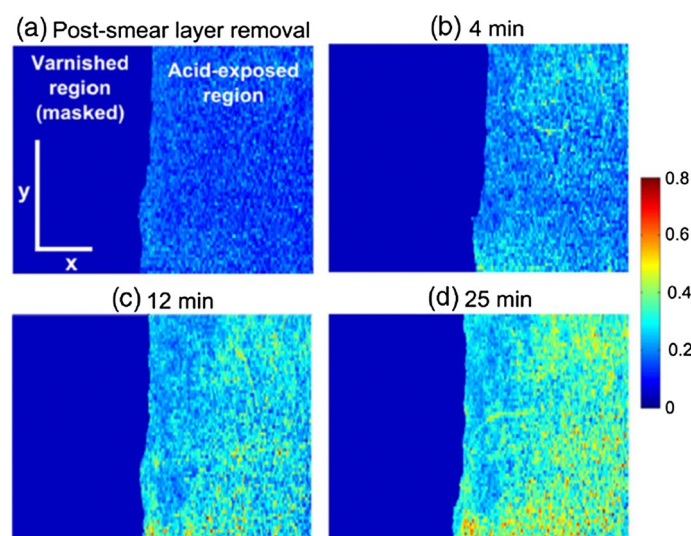 (a) Post-smear layer removal
(b) 4 min
Varnished
region
(masked)
Acid-exposed
region
y
x
(c) 12 min
(d) 25 min
0.8
0.6
0.4
0.2
0